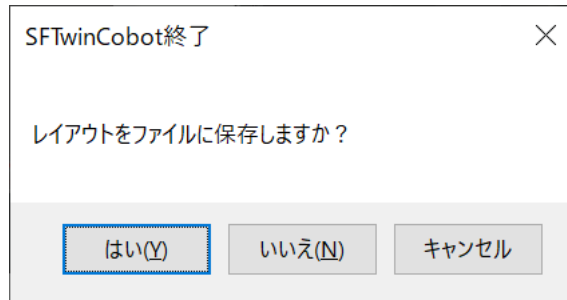 SFTwinCobot終了
レイアウトをファイルに保存しますか？
はい(Y)
いいえ(N)
キャンセル